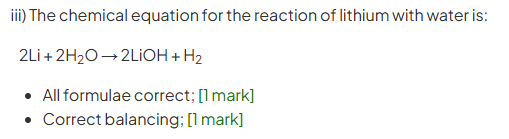 iii) The chemical equation for the reaction of lithium with water is:
2Li + 2H₂O → 2LiOH + H₂
• All formulae correct; [1 mark]
• Correct balancing; [1 mark]